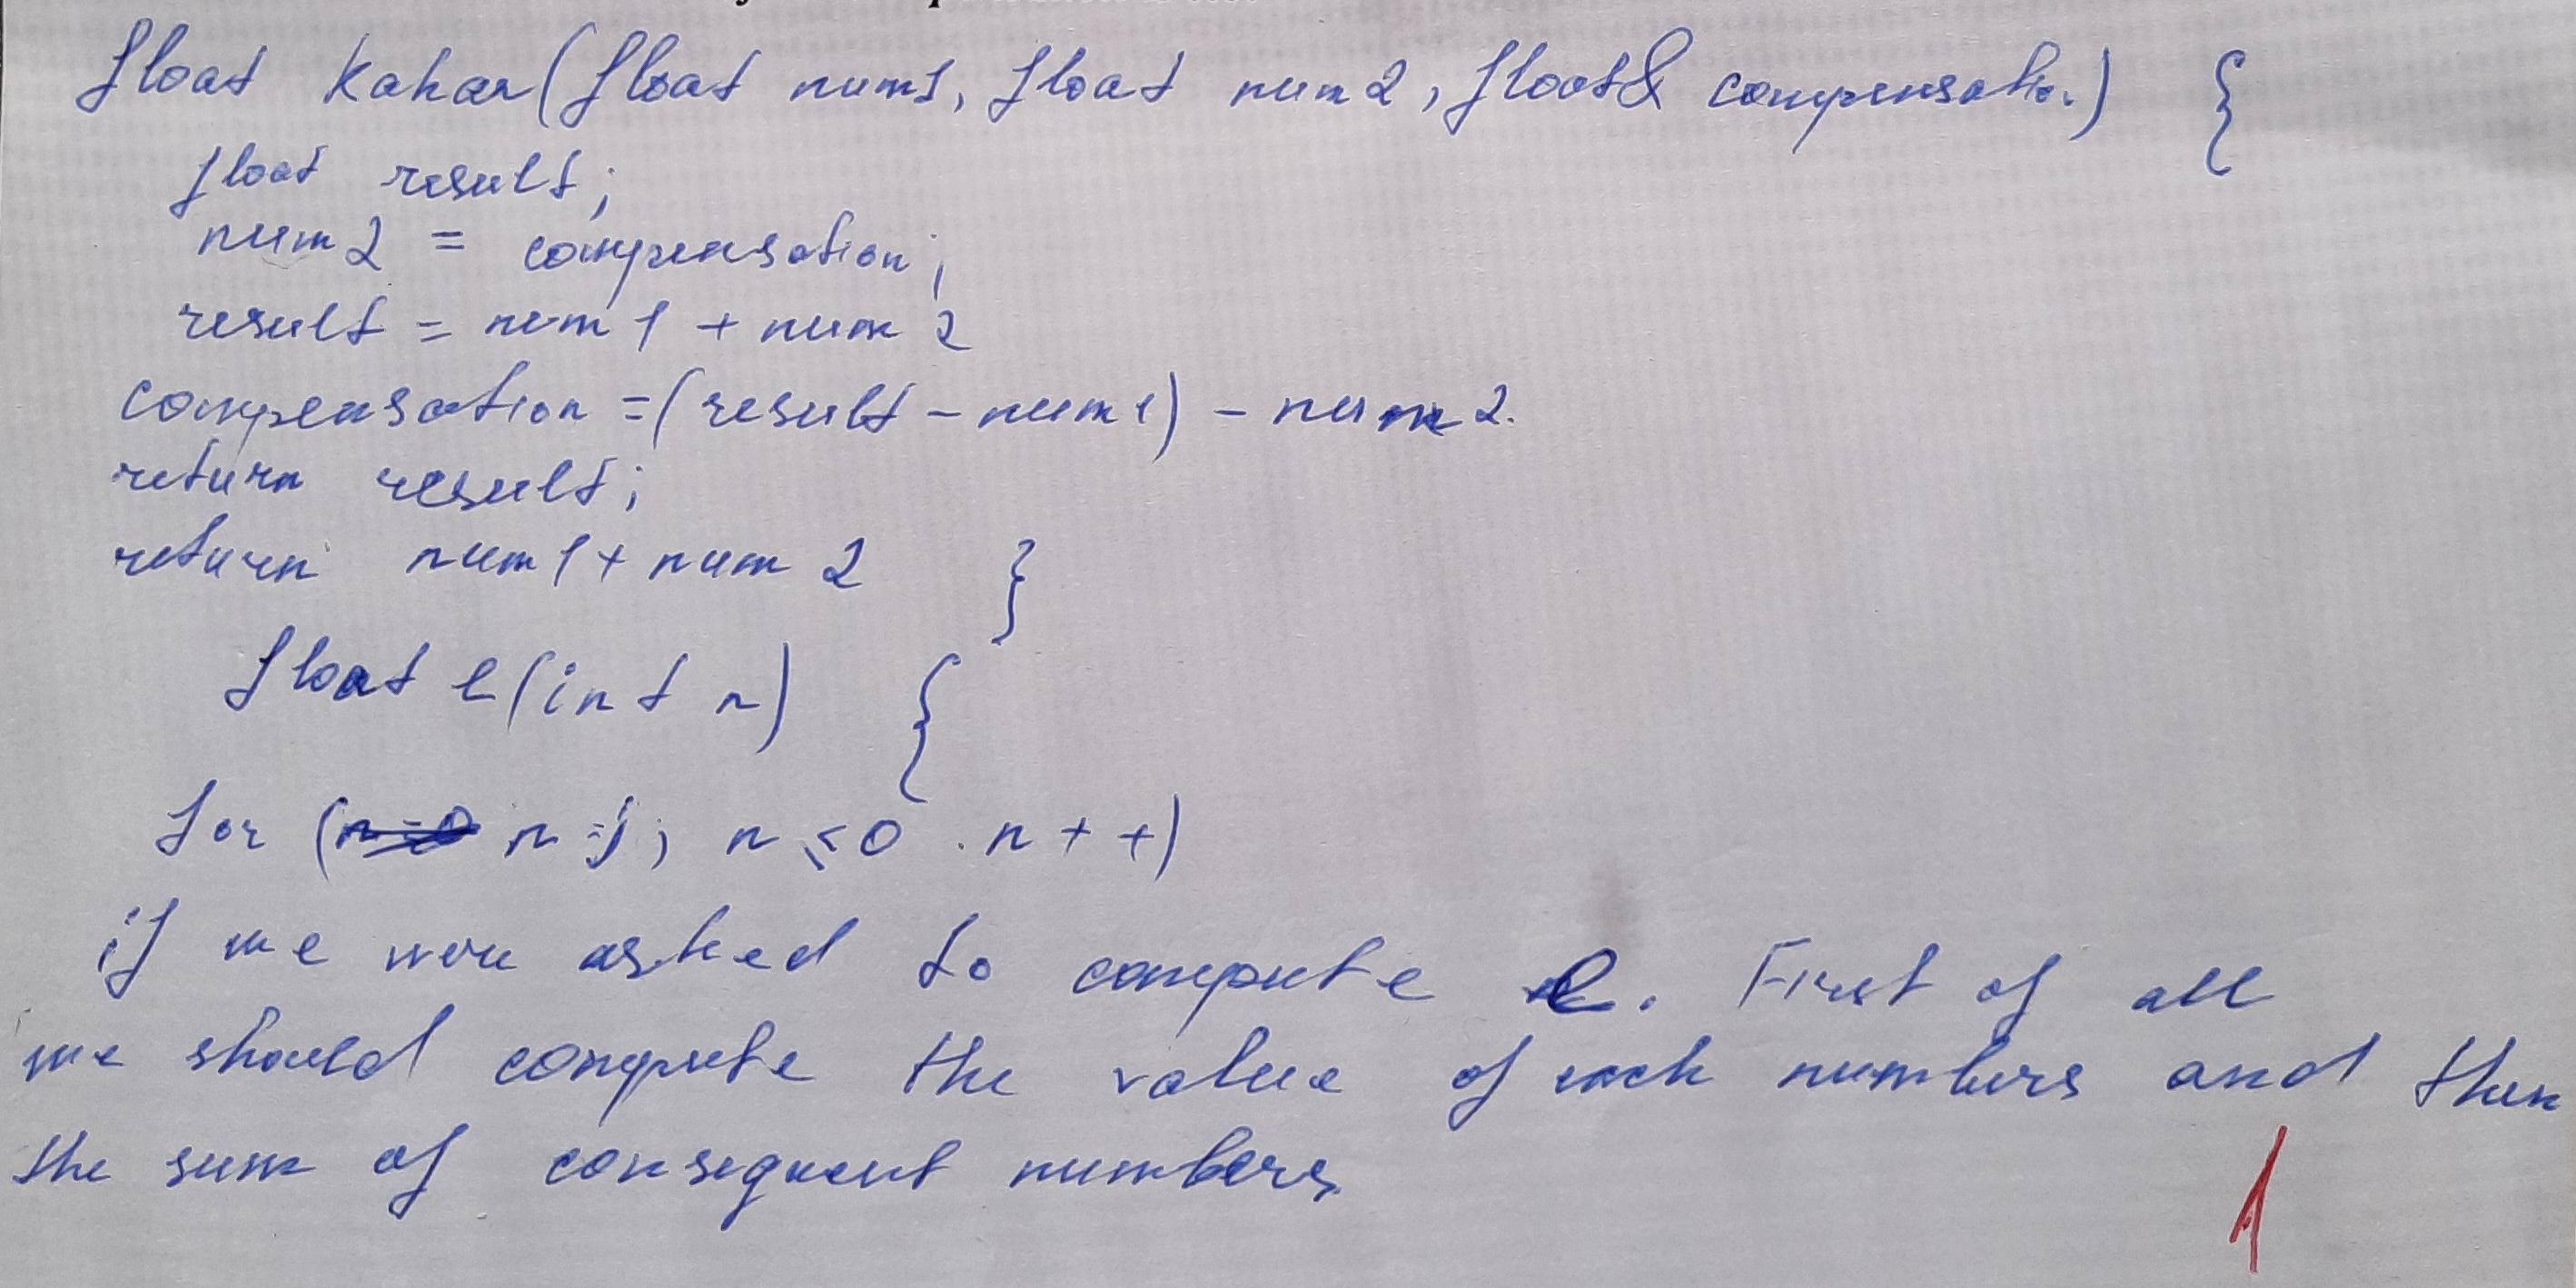 float Kahan(float num1, float num2, float& compensation) {
float result;
num2 = compensation;
result = num1 + num2
compensation = (result - num1) - num2.
return result;
return num1 + num2 }
float e(int n) {
for (n=j; n ≤ 0. n++)
if we were asked to compute e. First of all
we should compute the value of each numbers and then
the sum of consequent numbers
1